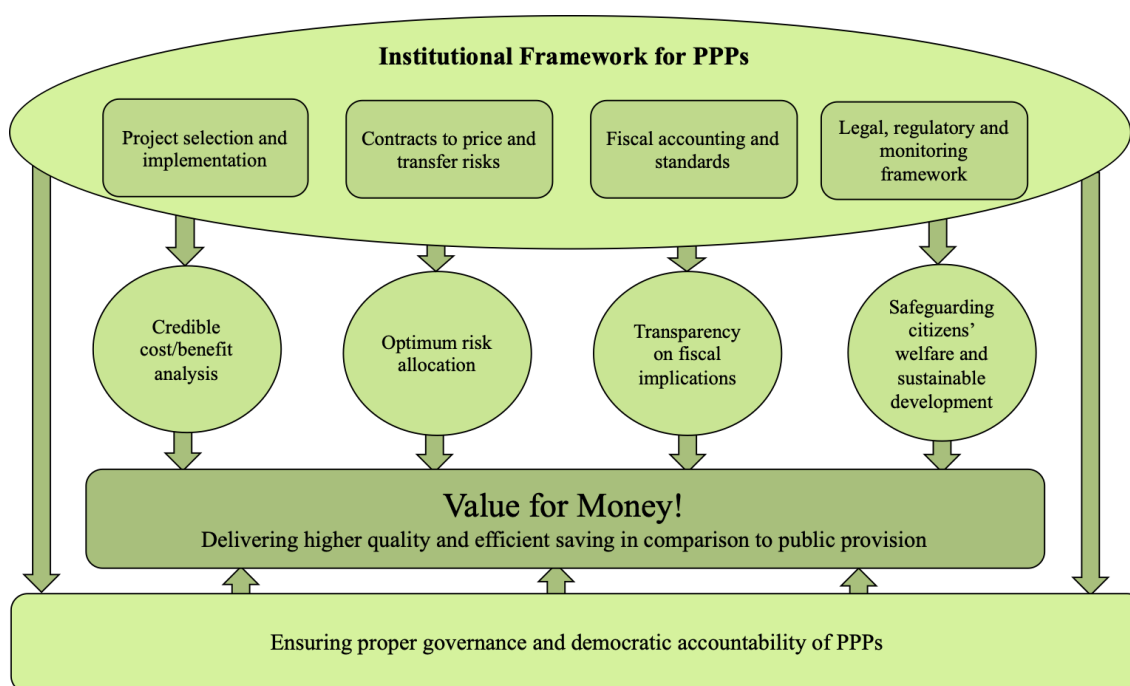 Institutional Framework for PPPs
Project selection and
implementation
Contracts to price and
transfer risks
Fiscal accounting and
standards
Legal, regulatory and
monitoring
framework
Credible
cost/benefit
analysis
Optimum risk
allocation
Transparency
on fiscal
implications
Safeguarding
citizens’
welfare and
sustainable
development
Value for Money!
Delivering higher quality and efficient saving in comparison to public provision
Ensuring proper governance and democratic accountability of PPPs